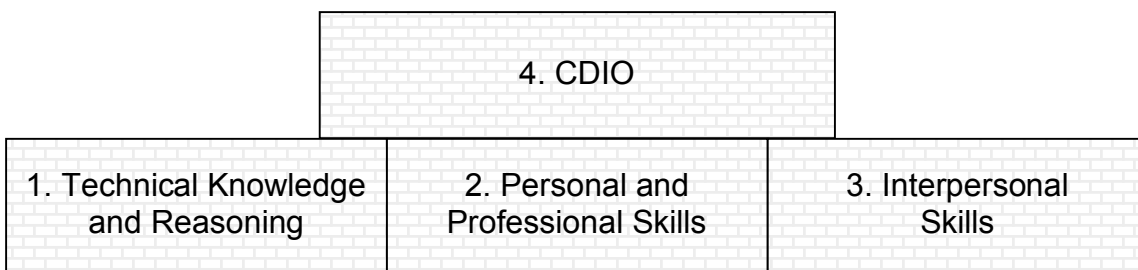 4. CDIO
1. Technical Knowledge
and Reasoning
2. Personal and
Professional Skills
3. Interpersonal
Skills